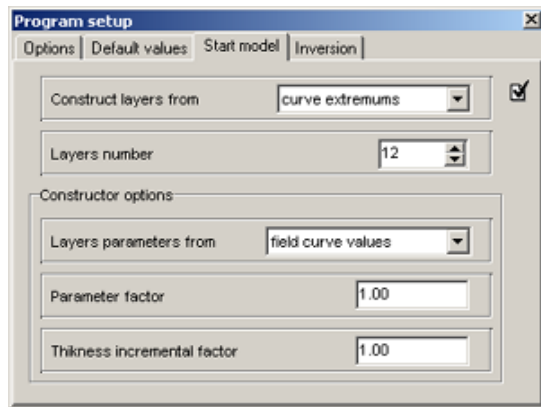 Program setup
Options Default values Start model Inversion
Construct layers from curve extremums
Layers number 12
Constructor options
Layers parameters from field curve values
Parameter factor 1.00
Thikness incremental factor 1.00